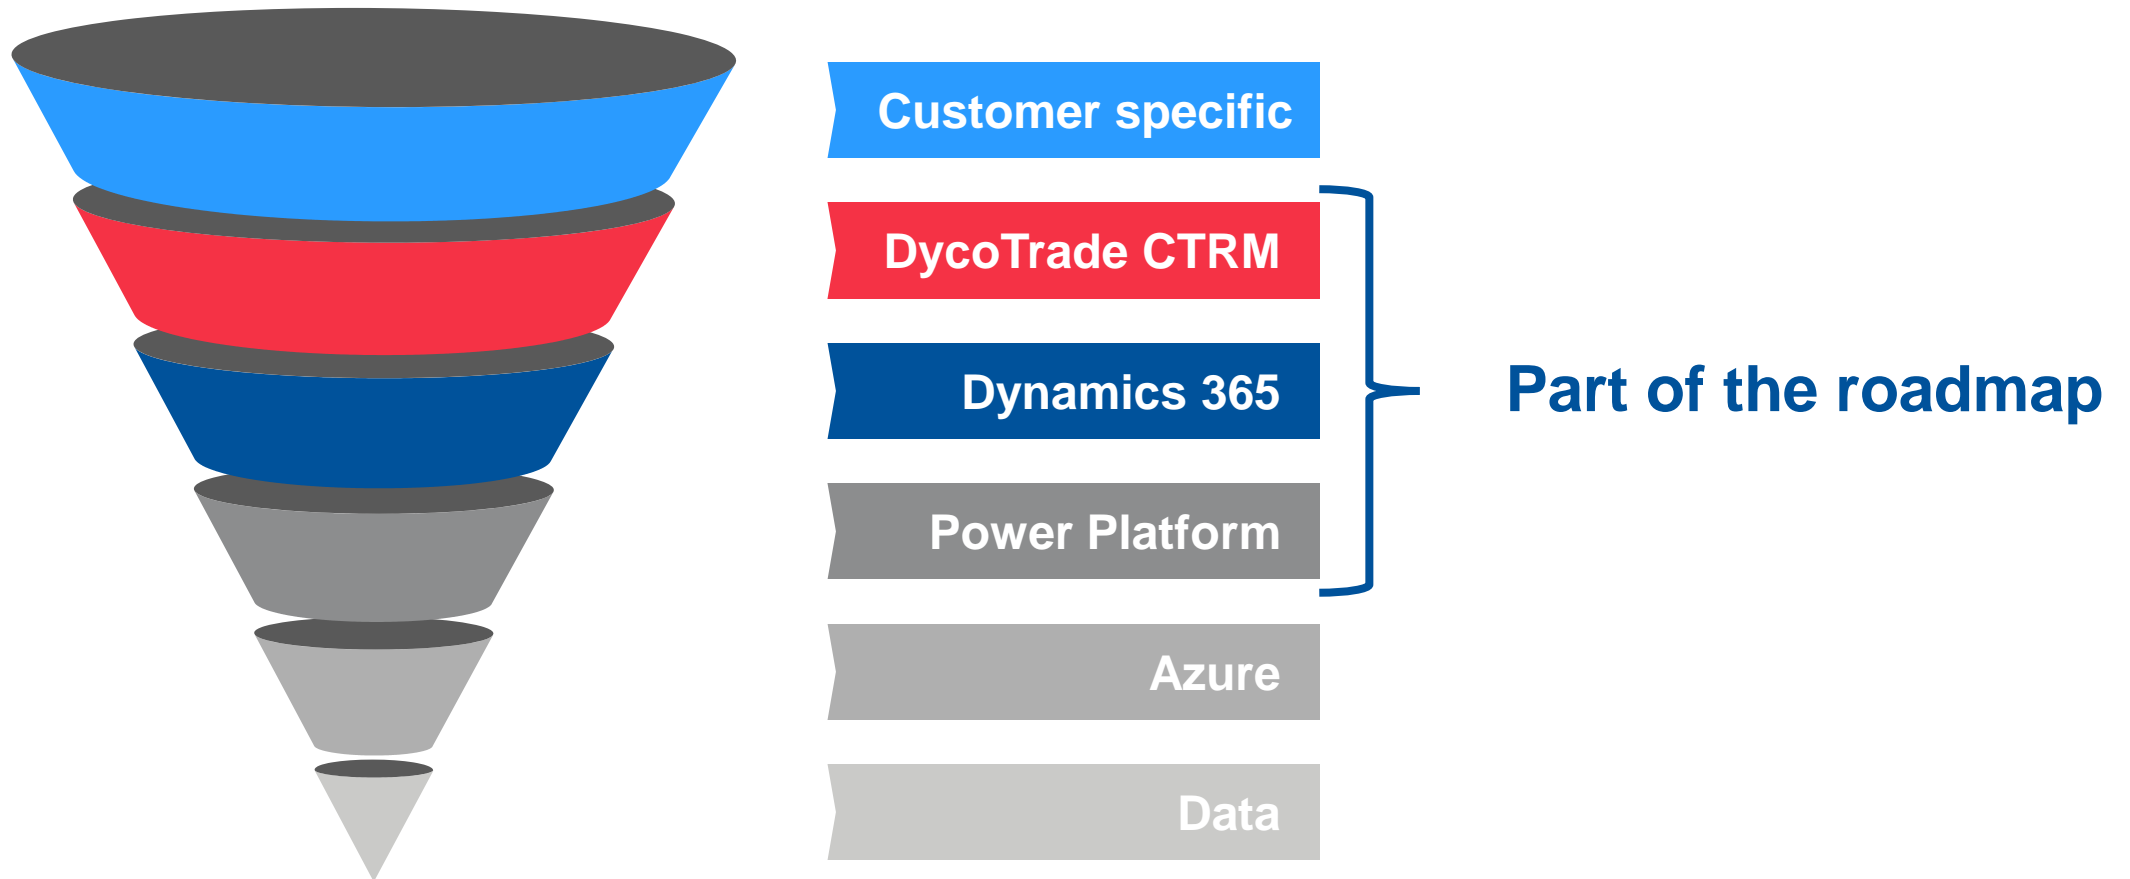 Customer specific
DycoTrade CTRM
Dynamics 365
Part of the roadmap
Power Platform
Azure
Data